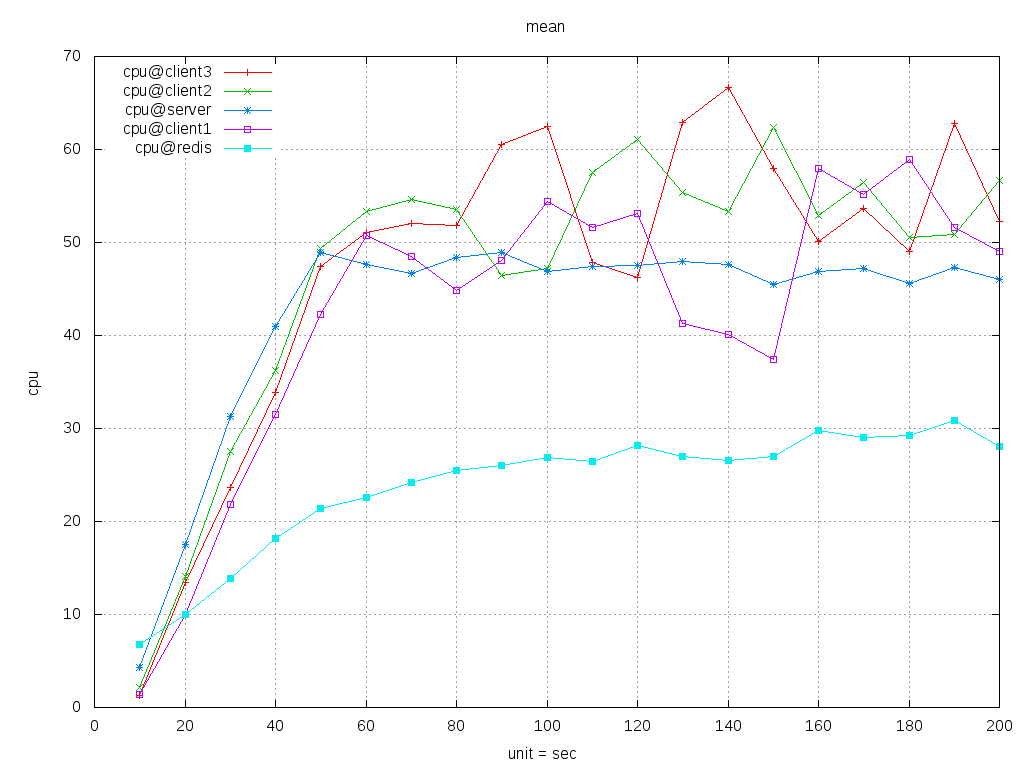 mean
70
60
50
40
30
20
10
0
cpu
cpu@client3
cpu@client2
cpu@server
cpu@client1
cpu@redis
0 20 40 60 80 100 120 140 160 180 200
unit = sec